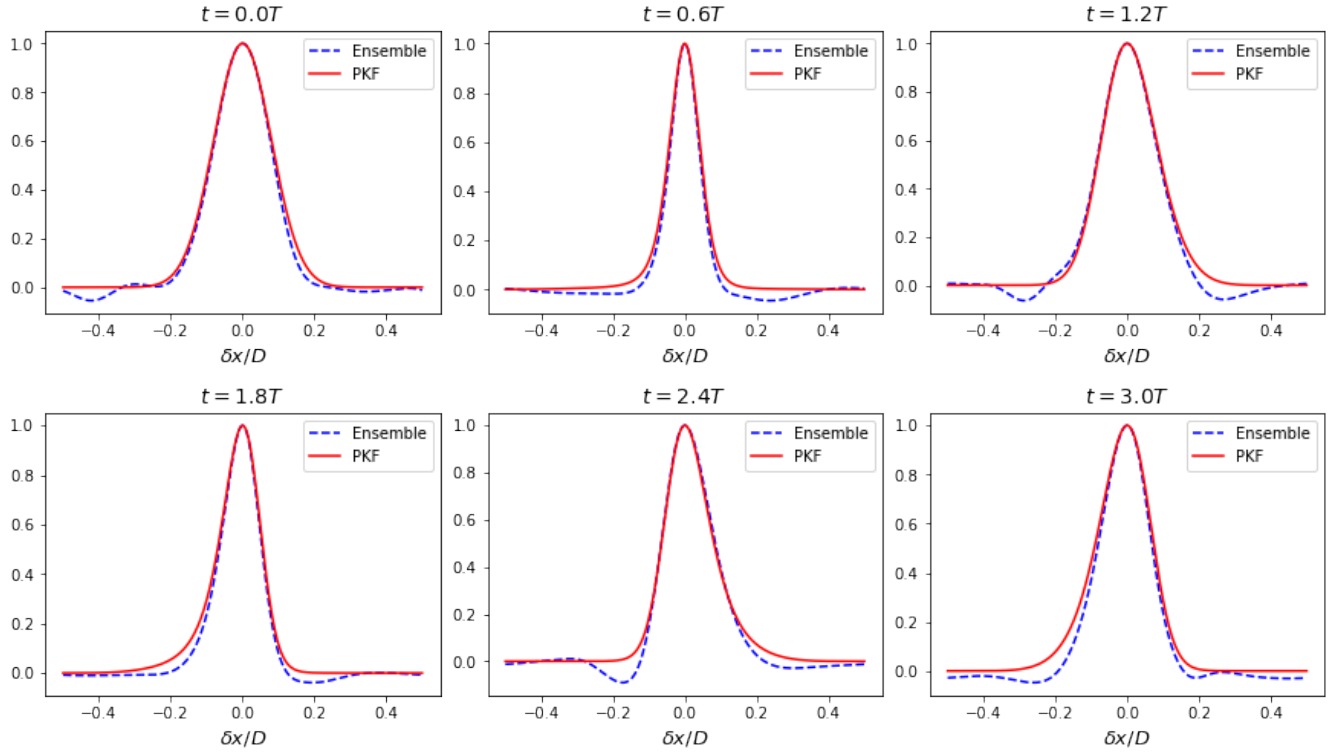 t = 0.0T
1.0
0.8
0.6
0.4
0.2
0.0
−0.4
−0.2
0.0
0.2
0.4
δx/D
Ensemble
PKF
t = 0.6T
1.0
0.8
0.6
0.4
0.2
0.0
−0.4
−0.2
0.0
0.2
0.4
δx/D
Ensemble
PKF
t = 1.2T
1.0
0.8
0.6
0.4
0.2
0.0
−0.4
−0.2
0.0
0.2
0.4
δx/D
Ensemble
PKF
t = 1.8T
1.0
0.8
0.6
0.4
0.2
0.0
−0.4
−0.2
0.0
0.2
0.4
δx/D
Ensemble
PKF
t = 2.4T
1.0
0.8
0.6
0.4
0.2
0.0
−0.4
−0.2
0.0
0.2
0.4
δx/D
Ensemble
PKF
t = 3.0T
1.0
0.8
0.6
0.4
0.2
0.0
−0.4
−0.2
0.0
0.2
0.4
δx/D
Ensemble
PKF